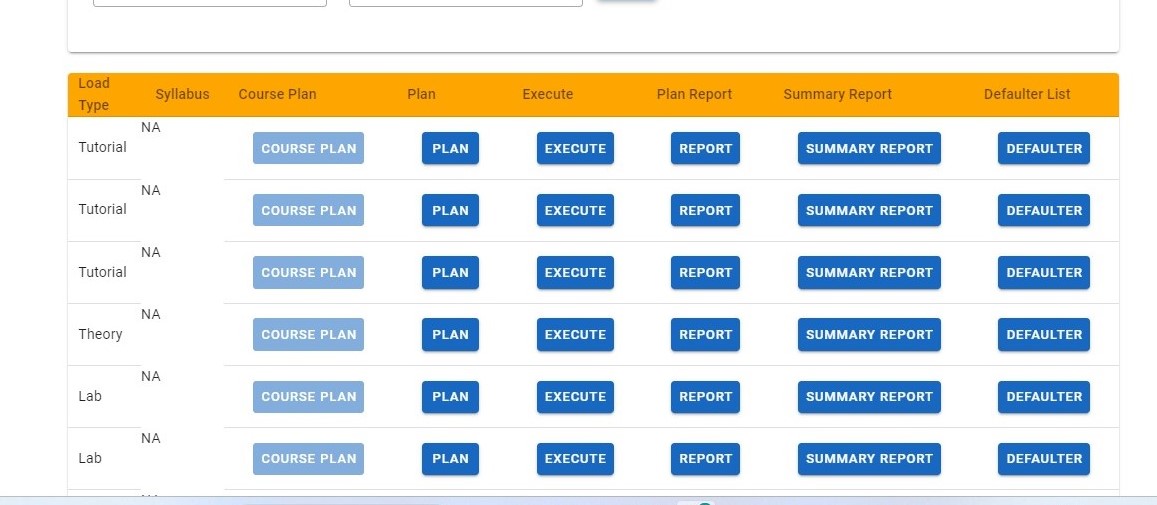 Load Type Syllabus Course Plan Plan Execute Plan Report Summary Report Defaulter List
NA
Tutorial COURSE PLAN PLAN EXECUTE REPORT SUMMARY REPORT DEFAULTER
NA
Tutorial COURSE PLAN PLAN EXECUTE REPORT SUMMARY REPORT DEFAULTER
NA
Tutorial COURSE PLAN PLAN EXECUTE REPORT SUMMARY REPORT DEFAULTER
NA
Theory COURSE PLAN PLAN EXECUTE REPORT SUMMARY REPORT DEFAULTER
NA
Lab COURSE PLAN PLAN EXECUTE REPORT SUMMARY REPORT DEFAULTER
NA
Lab COURSE PLAN PLAN EXECUTE REPORT SUMMARY REPORT DEFAULTER